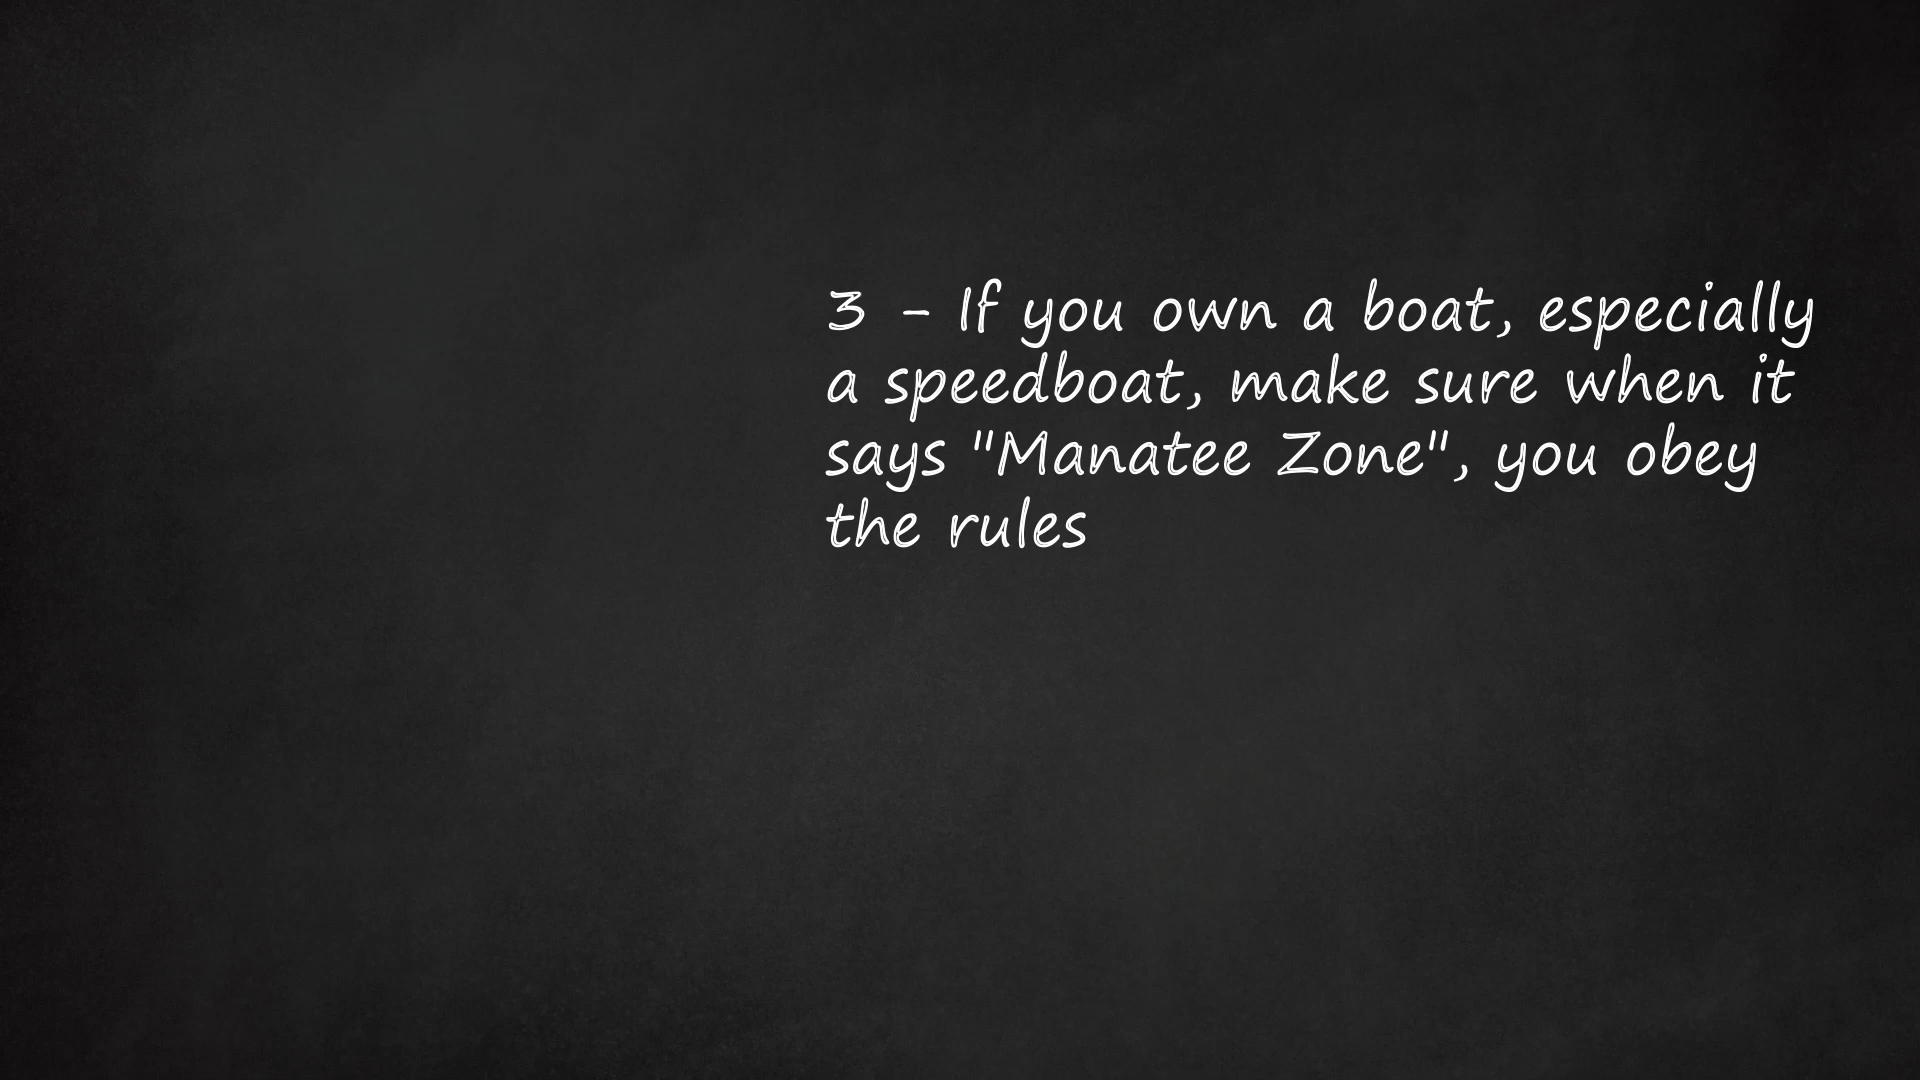 3 - If you own a boat, especially
a speedboat, make sure when it
says "Manatee Zone", you obey
the rules